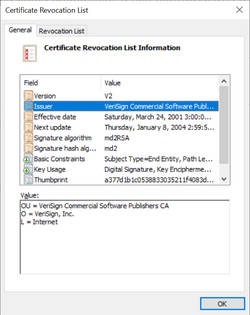 Certificate Revocation List
General
Revocation List
Certificate Revocation List Information
Field Value
Version V2
Issuer VeriSign Commercial Software Publ...
Effective date Saturday, March 24, 2001 3:00:0...
Next update Thursday, January 8, 2004 2:59:5...
Signature algorithm md2RSA
Signature hash alg... md2
Basic Constraints Subject Type=End Entity, Path Le...
Key Usage Digital Signature, Key Encipherme...
Thumbprint a377d1b1c0538833035211f4083d...
Value:
OU = VeriSign Commercial Software Publishers CA
O = VeriSign, Inc.
L = Internet
OK